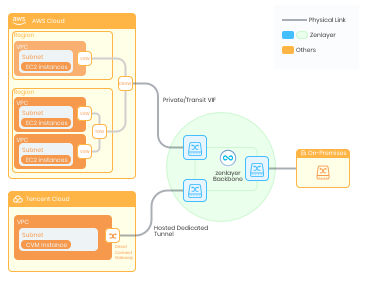 aws AWS Cloud
Region
VPC
Subnet
EC2 Instances
VGW
Region
VPC
Subnet
EC2 Instances
VGW
VPC
Subnet
EC2 Instances
VGW
Tencent Cloud
VPC
Subnet
CVM Instance
Direct
Connect
Gateway
Private/Transit VIF
Hosted Dedicated
Tunnel
zenlayer
Backbone
On-Premises
Physical Link
Zenlayer
Others